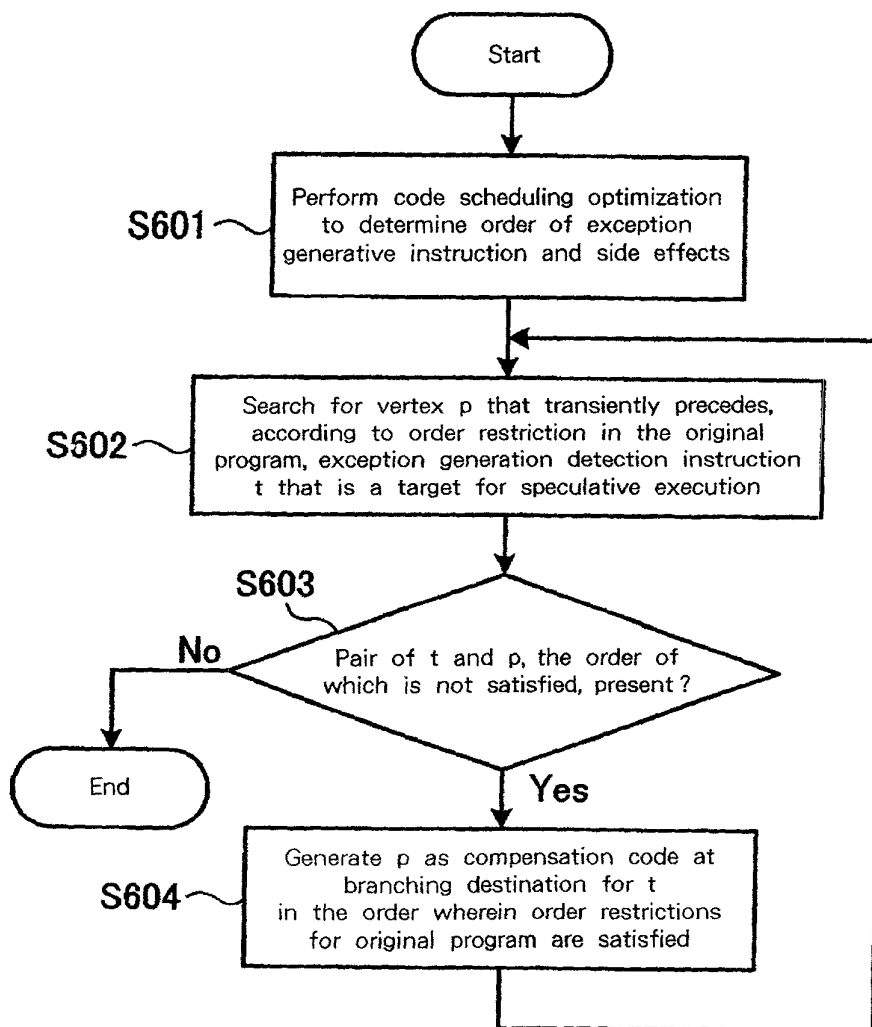 Start
S601
Perform code scheduling optimization
to determine order of exception
generative instruction and side effects
S602
Search for vertex p that transiently precedes,
according to order restriction in the original
program, exception generation detection instruction
t that is a target for speculative execution
S603
No
Pair of t and p, the order of
which is not satisfied, present ?
End
Yes
S604
Generate p as compensation code at
branching destination for t
in the order wherein order restrictions
for original program are satisfied